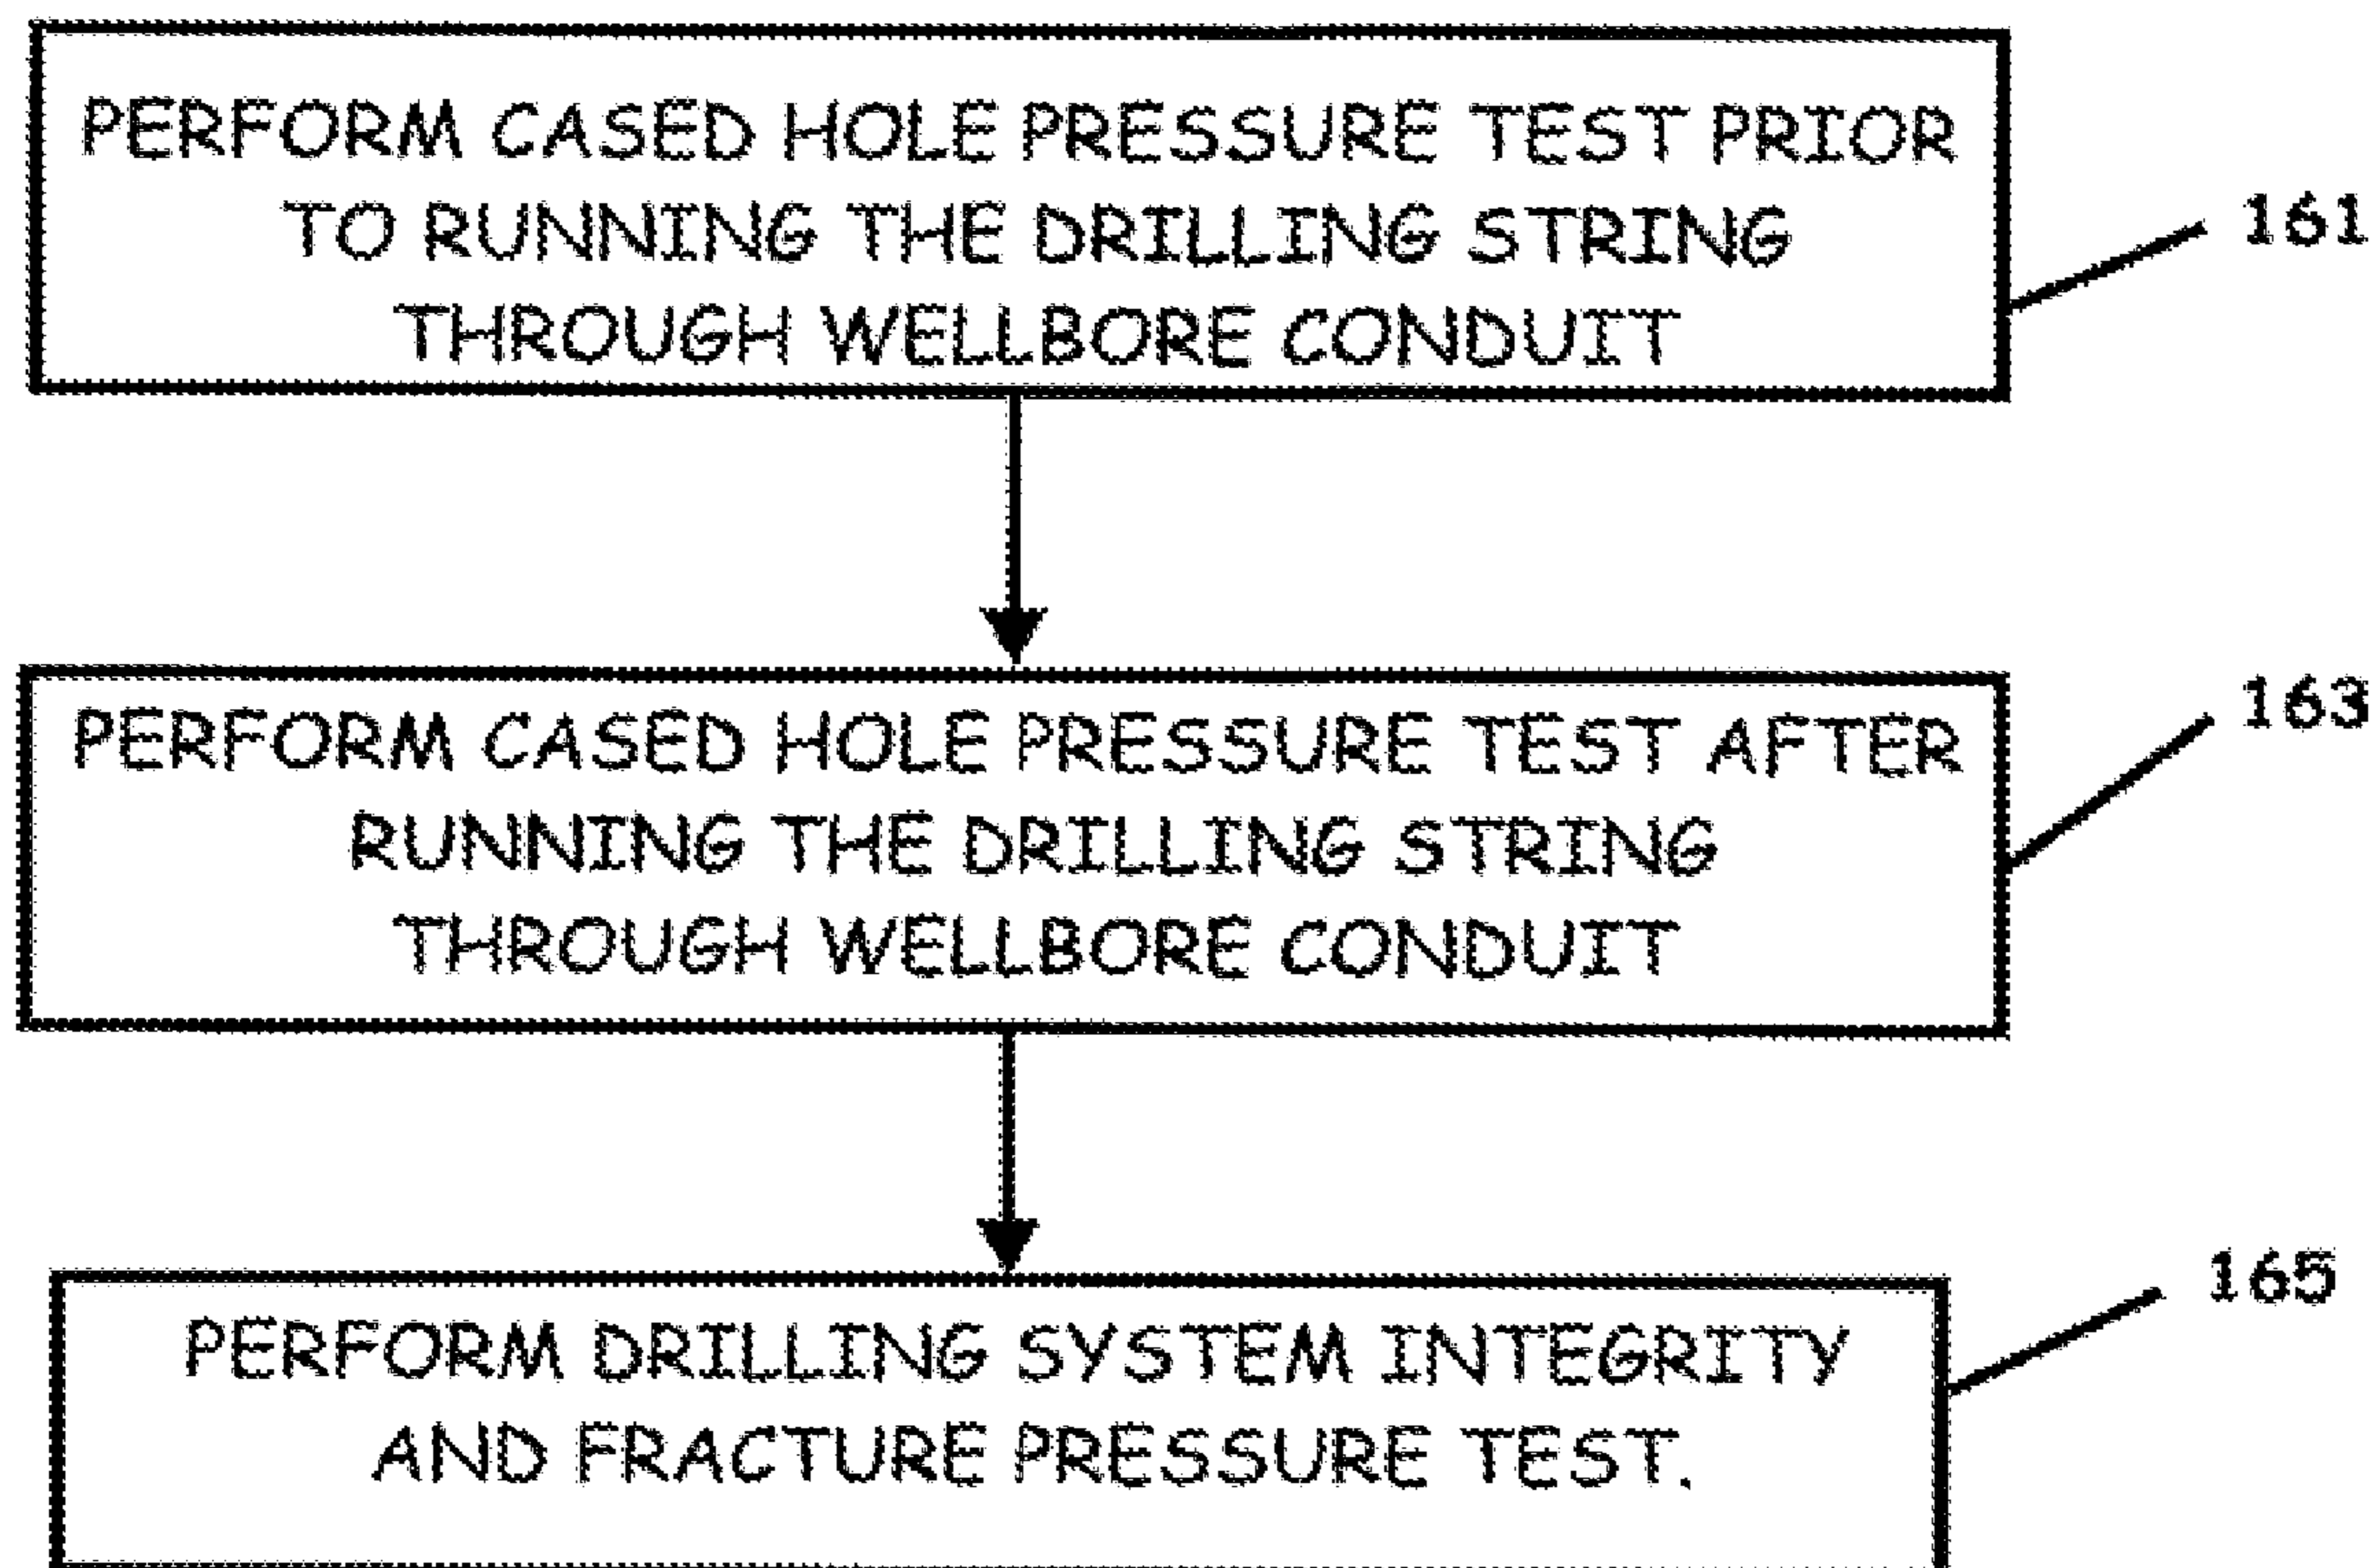 PERFORM CASED HOLE PRESSURE TEST PRIOR
TO RUNNING THE DRILLING STRING
THROUGH WELLBORE CONDUIT
161
PERFORM CASED HOLE PRESSURE TEST AFTER
RUNNING THE DRILLING STRING
THROUGH WELLBORE CONDUIT
163
PERFORM DRILLING SYSTEM INTEGRITY
AND FRACTURE PRESSURE TEST.
165